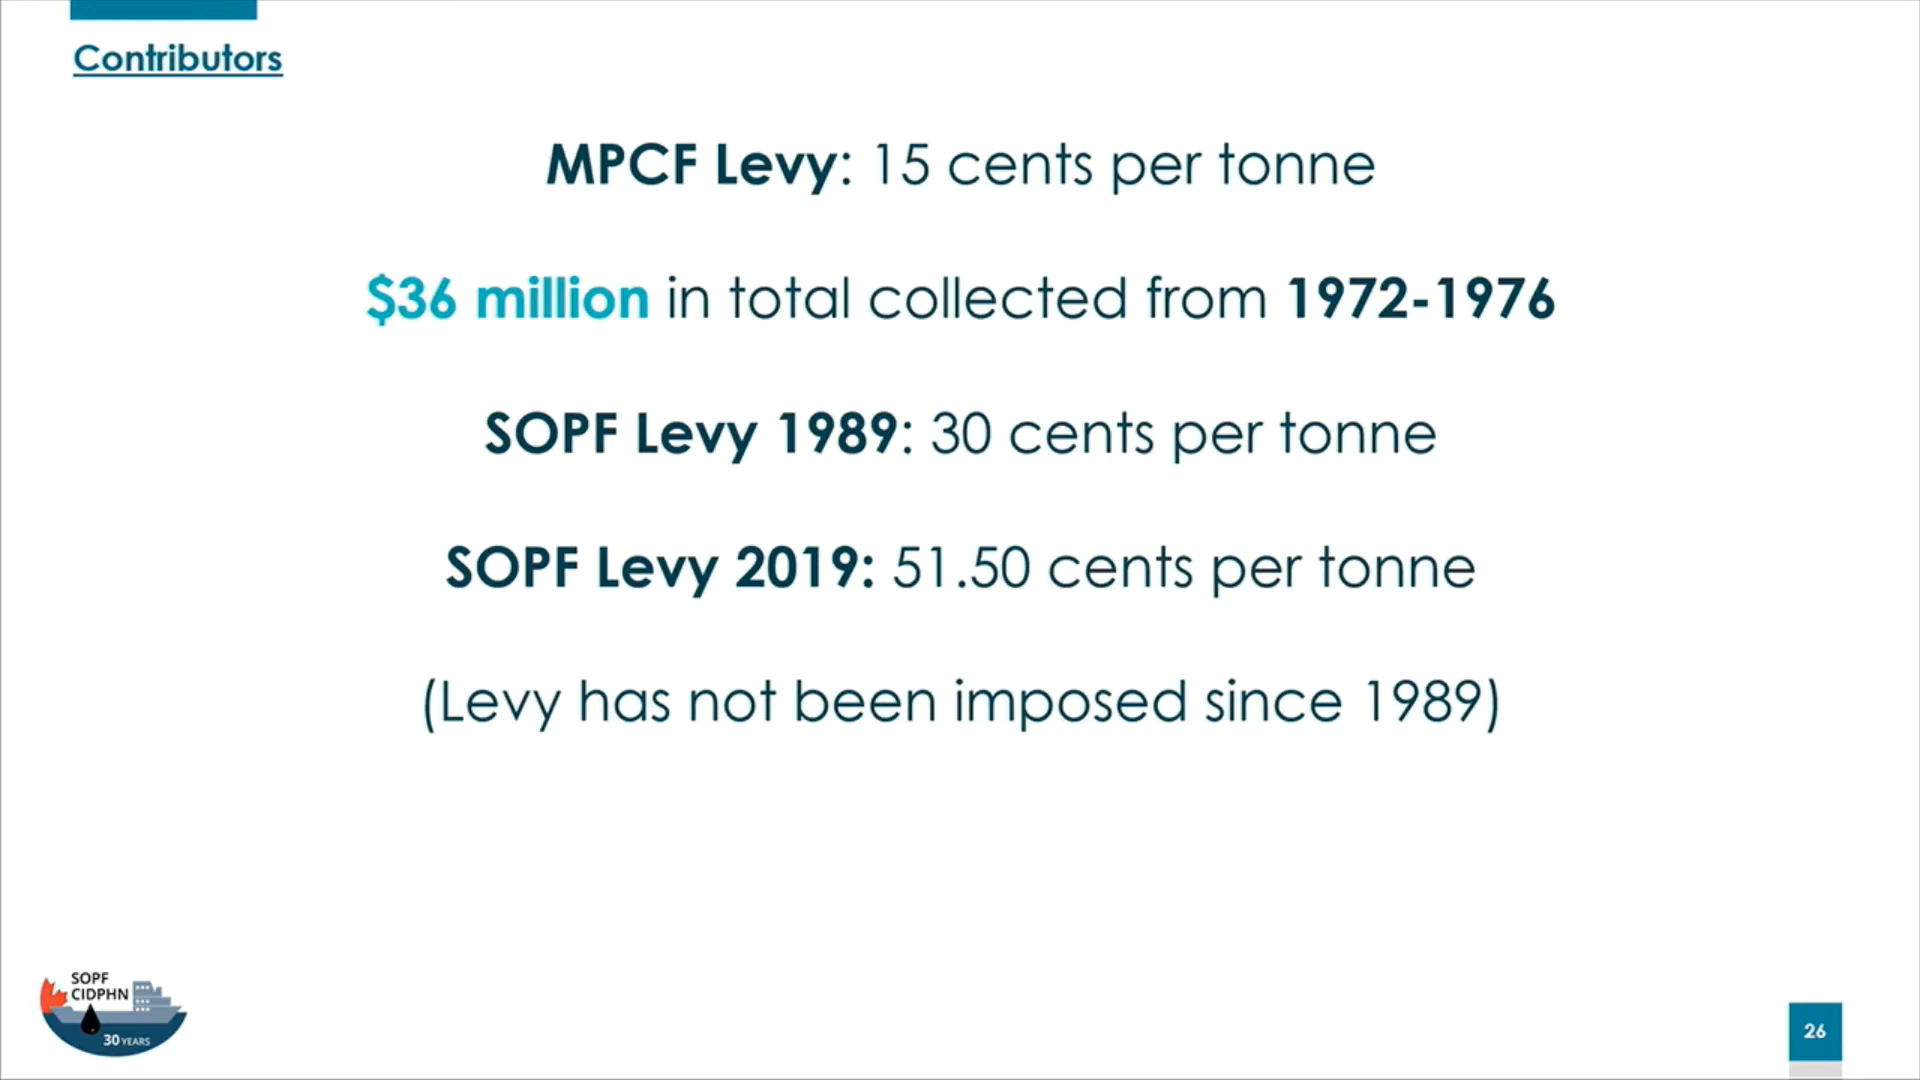 Contributors
MPCF Levy: 15 cents per tonne
$36 million in total collected from 1972-1976
SOPF Levy 1989: 30 cents per tonne
SOPF Levy 2019: 51.50 cents per tonne
(Levy has not been imposed since 1989)
SOPF
CIDPHN
30 YEARS
26